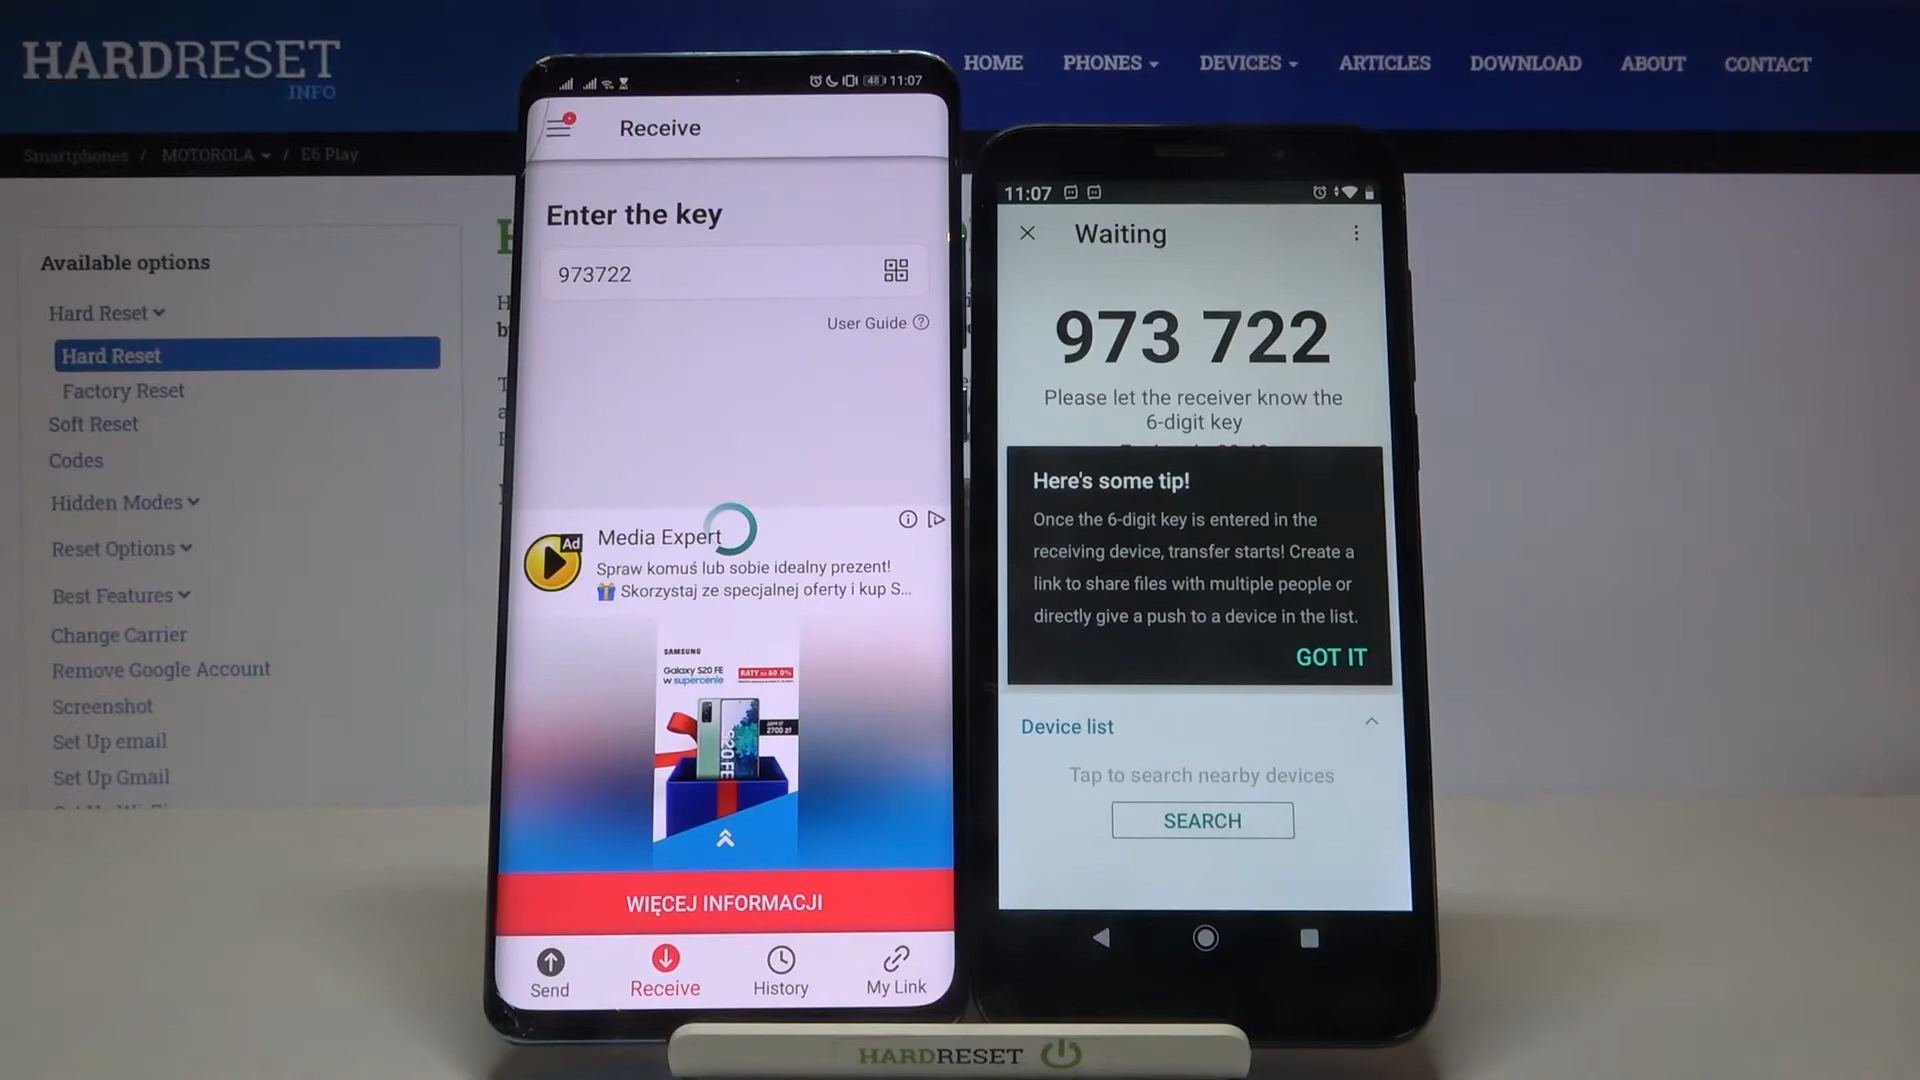 HARDRESET
.INFO
HOME
PHONES
DEVICES
ARTICLES
DOWNLOAD
ABOUT
CONTACT
Smartphones / MOTOROLA / E6 Play
Available options
Hard Reset
Hard Reset
Factory Reset
Soft Reset
Codes
Hidden Modes
Reset Options
Best Features
Change Carrier
Remove Google Account
Screenshot
Set Up email
Set Up Gmail
48
11:07
Receive
Enter the key
973722
User Guide
Ad
Media Expert
Spraw komuś lub sobie idealny prezent!
Skorzystaj ze specjalnej oferty i kup S...
SAMSUNG
Galaxy S20 FE
w supercenie
S20 FE
2700 zł
WIĘCEJ INFORMACJI
Send
Receive
History
My Link
11:07
Waiting
973 722
Please let the receiver know the
6-digit key
Here's some tip!
Once the 6-digit key is entered in the
receiving device, transfer starts! Create a
link to share files with multiple people or
directly give a push to a device in the list.
GOT IT
Device list
Tap to search nearby devices
SEARCH
HARDRESET